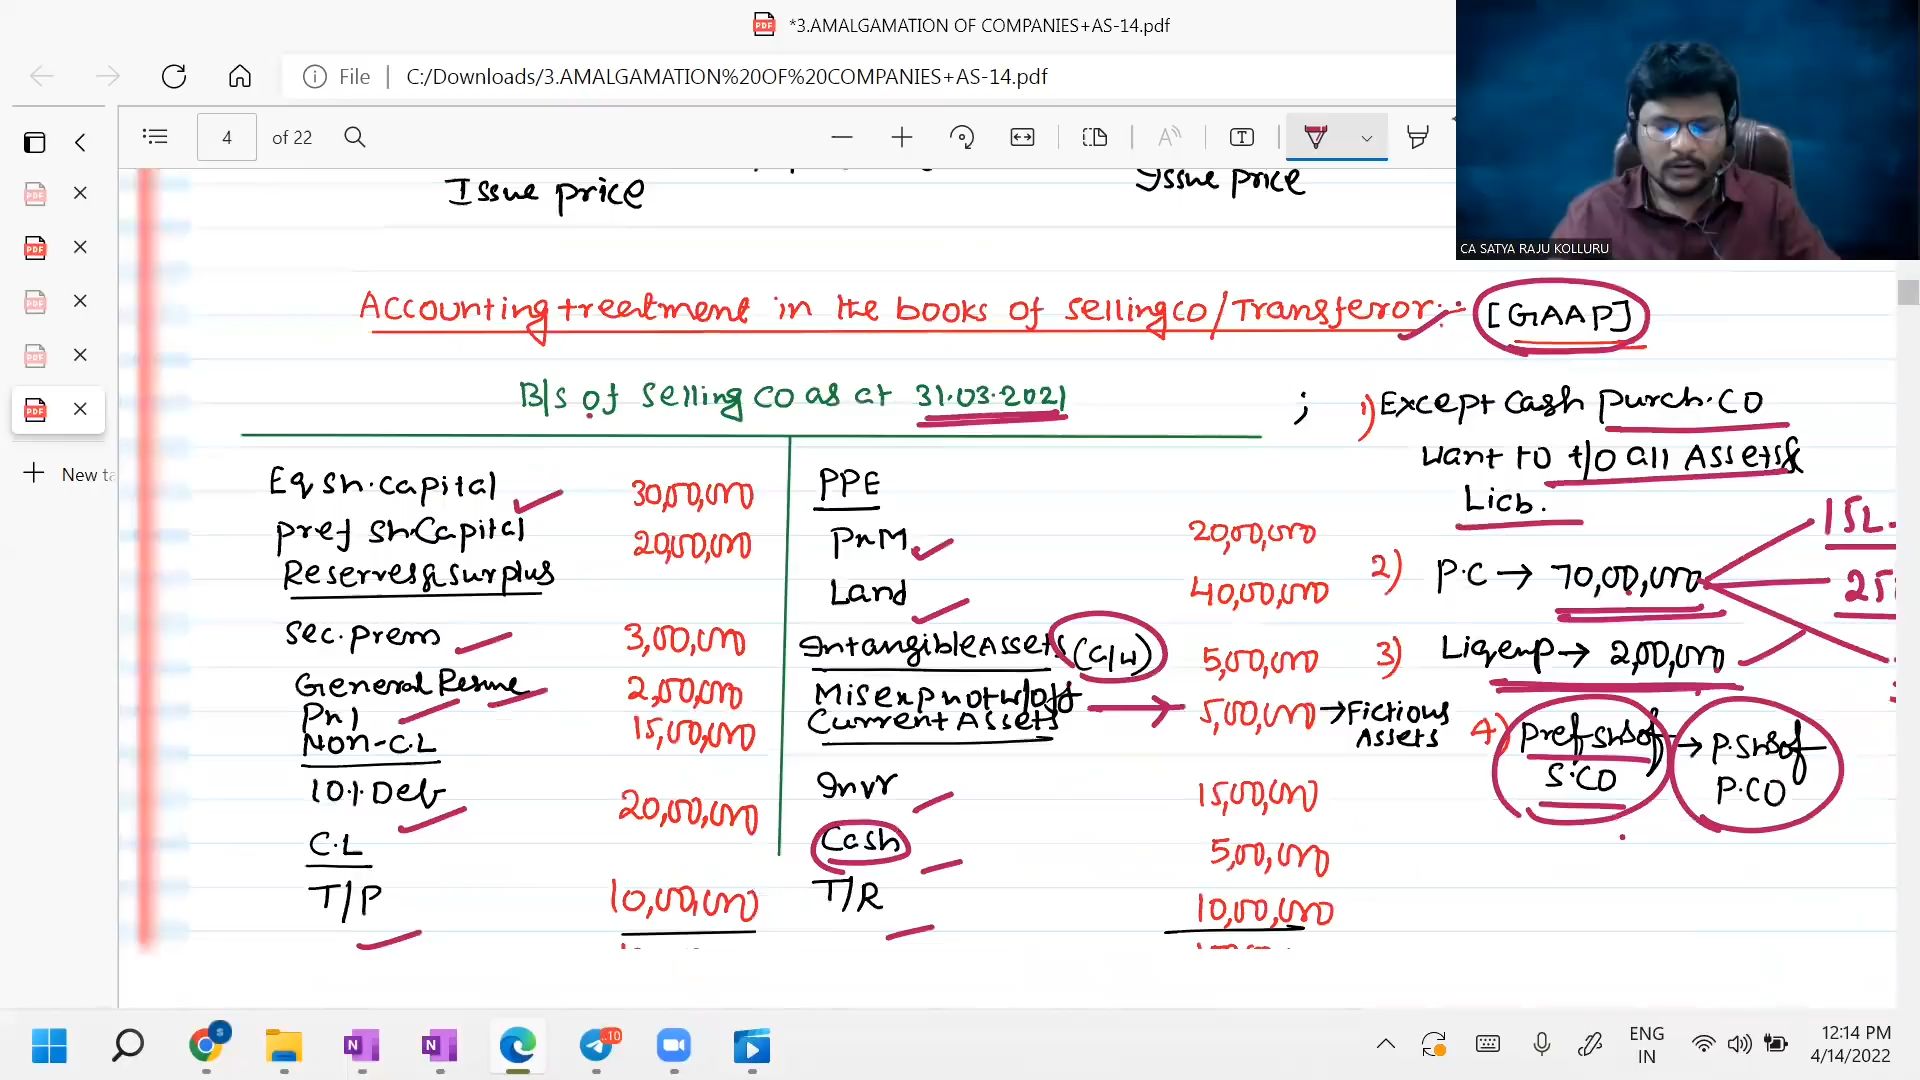 *3.AMALGAMATION OF COMPANIES+AS-14.pdf
File
C:/Downloads/3.AMALGAMATION%20OF%20COMPANIES+AS-14.pdf
4 of 22
New ta
CA SATYA RAJU KOLLURU
Issue price
Issue price
Accounting treatment in the books of selling co/Transferor:- [GAAP]
B/s of selling co as at 31.03.2021
; 1) Except cash purch.co
want to t/o all Assets &
Liab.
Eq sh.capital 30,00,000
pref sh.capital 20,00,000
Reserves & surplus
sec.prem 3,00,000
General Reserve 2,00,000
Pnl 15,00,000
Non-C.L
10% Deb 20,00,000
C.L
T/P 10,00,000
PPE
PnM 20,00,000
Land 40,00,000
Intangible Assets (G/W) 5,00,000
Mis exp not w/off 5,00,000 → Fictious Assets
Current Assets
Invr 15,00,000
Cash 5,00,000
T/R 10,00,000
2) P.C → 70,00,000
15L
25
3) Liq exp → 2,00,000
4) Pref shs of S.CO → P.shs of P.CO
ENG
IN
12:14 PM
4/14/2022